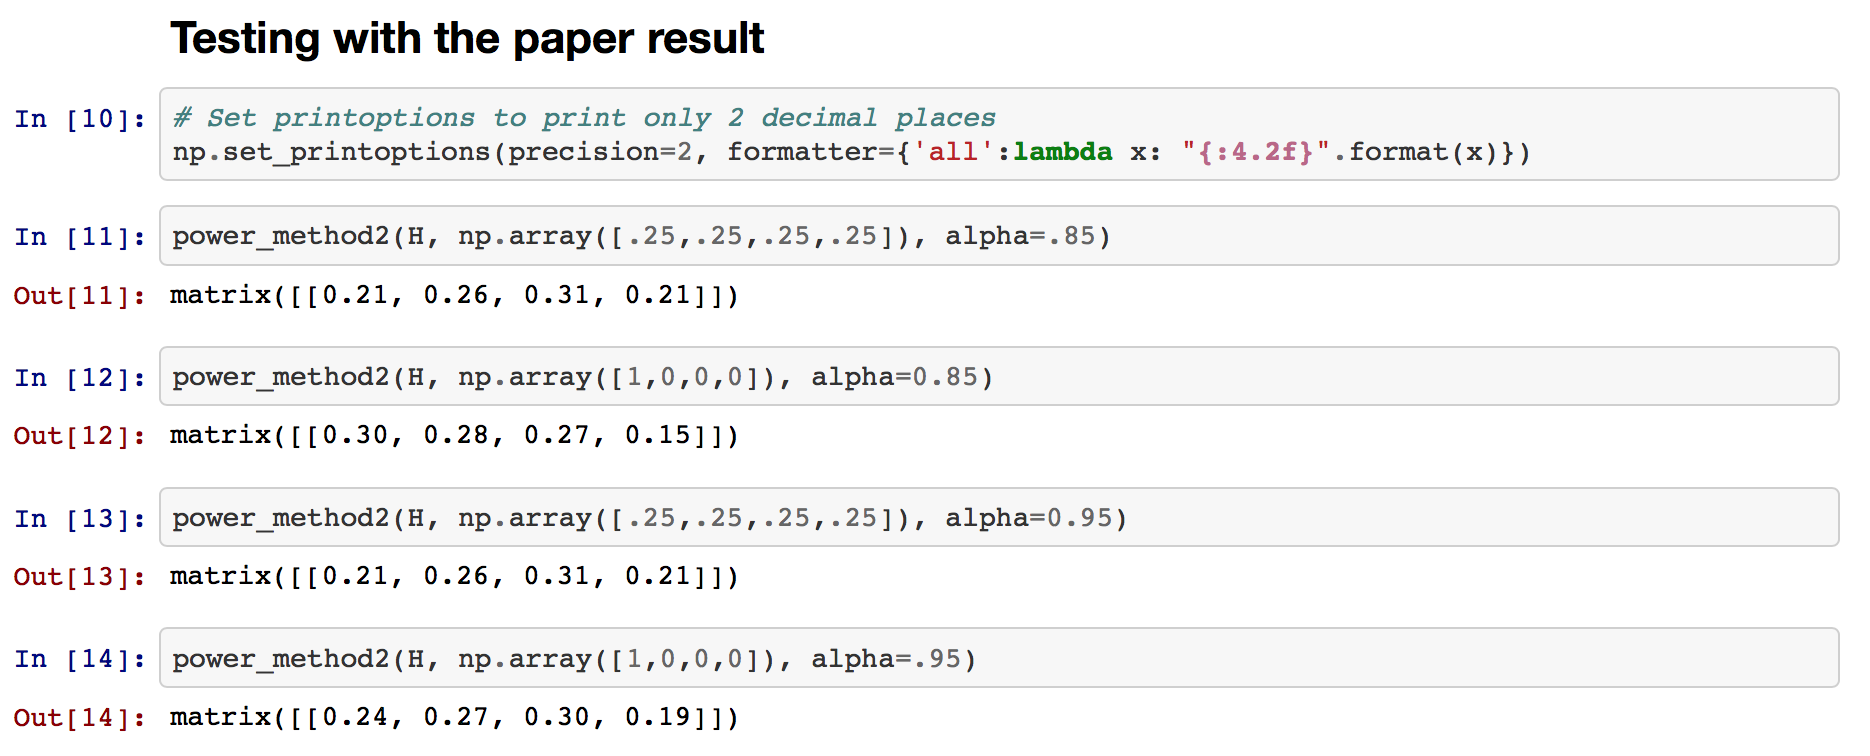 Testing with the paper result
In [10]: # Set printoptions to print only 2 decimal places
np.set_printoptions(precision=2, formatter={'all':lambda x: "{:4.2f}".format(x)})
In [11]: power_method2(H, np.array([.25,.25,.25,.25]), alpha=.85)
Out[11]: matrix([[0.21, 0.26, 0.31, 0.21]])
In [12]: power_method2(H, np.array([1,0,0,0]), alpha=0.85)
Out[12]: matrix([[0.30, 0.28, 0.27, 0.15]])
In [13]: power_method2(H, np.array([.25,.25,.25,.25]), alpha=0.95)
Out[13]: matrix([[0.21, 0.26, 0.31, 0.21]])
In [14]: power_method2(H, np.array([1,0,0,0]), alpha=.95)
Out[14]: matrix([[0.24, 0.27, 0.30, 0.19]])